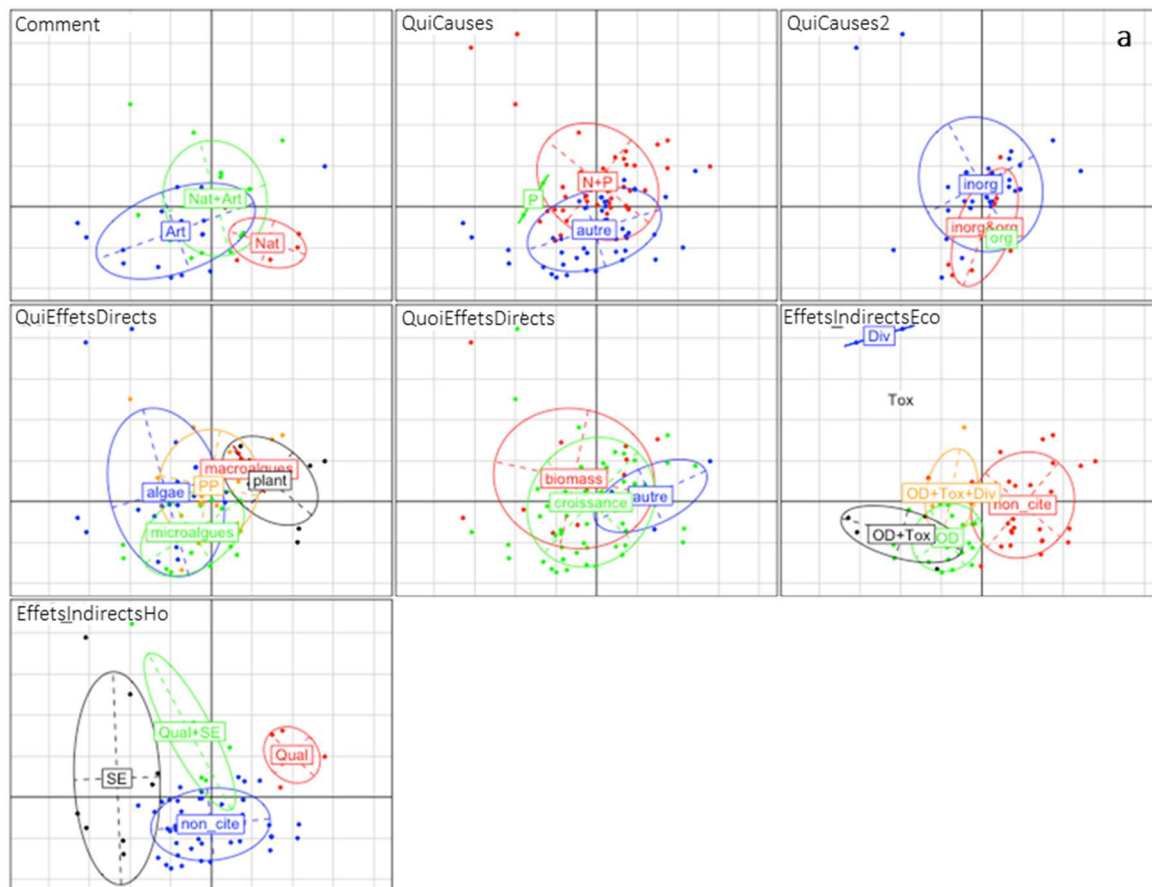 Comment
Nat+Art
Art
Nat
QuiCauses
N+P
P
autre
QuiCauses2
a
inorg
inorg&org
org
QuiEffetsDirects
macroalgues
plant
PP
algae
microalgues
QuoiEffetsDirects
biomass
autre
croissance
EffetsIndirectsEco
Div
Tox
OD+Tox+Div
non_cite
OD+Tox
OD
EffetsIndirectsHo
Qual+SE
Qual
SE
non_cite